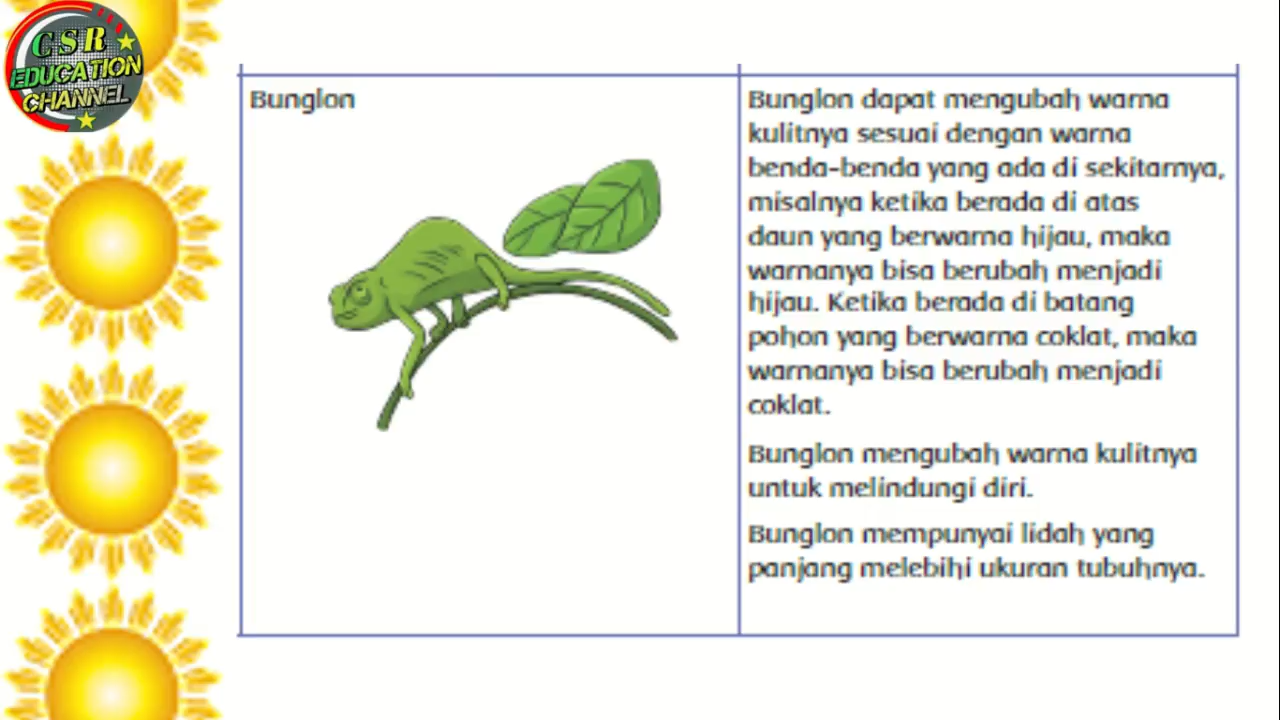 CSR
EDUCATION
CHANNEL
Bunglon
Bunglon dapat mengubah warna
kulitnya sesuai dengan warna
benda-benda yang ada di sekitarnya,
misalnya ketika berada di atas
daun yang berwarna hijau, maka
warnanya bisa berubah menjadi
hijau. Ketika berada di batang
pohon yang berwarna coklat, maka
warnanya bisa berubah menjadi
coklat.
Bunglon mengubah warna kulitnya
untuk melindungi diri.
Bunglon mempunyai lidah yang
panjang melebihi ukuran tubuhnya.